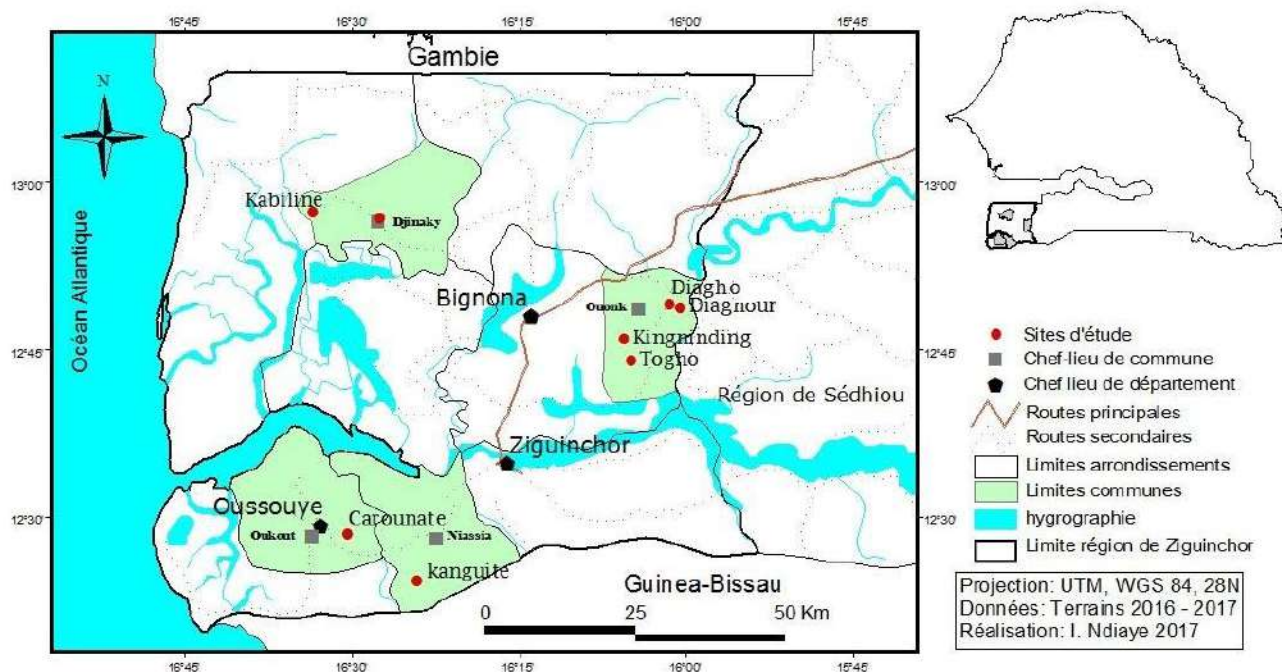 16°45' 16°30' 16°15' 16°00' 15°45'
Gambie
N
13°00' 13°00'
Kabiline
Djinaky
Océan Atlantique
Diagho
Bignona Ouonk Diagnour
Kingninding
12°45' 12°45'
Togho
Région de Sédhiou
Ziguinchor
Oussouye Carounate
12°30' 12°30'
Oukout Niassia
kanguite
Guinea-Bissau
0 25 50 Km
16°45' 16°30' 16°15' 16°00' 15°45'
Sites d'étude
Chef-lieu de commune
Chef lieu de département
Routes principales
Routes secondaires
Limites arrondissements
Limites communes
hygrographie
Limite région de Ziguinchor
Projection: UTM, WGS 84, 28N
Données: Terrains 2016 - 2017
Réalisation: I. Ndiaye 2017